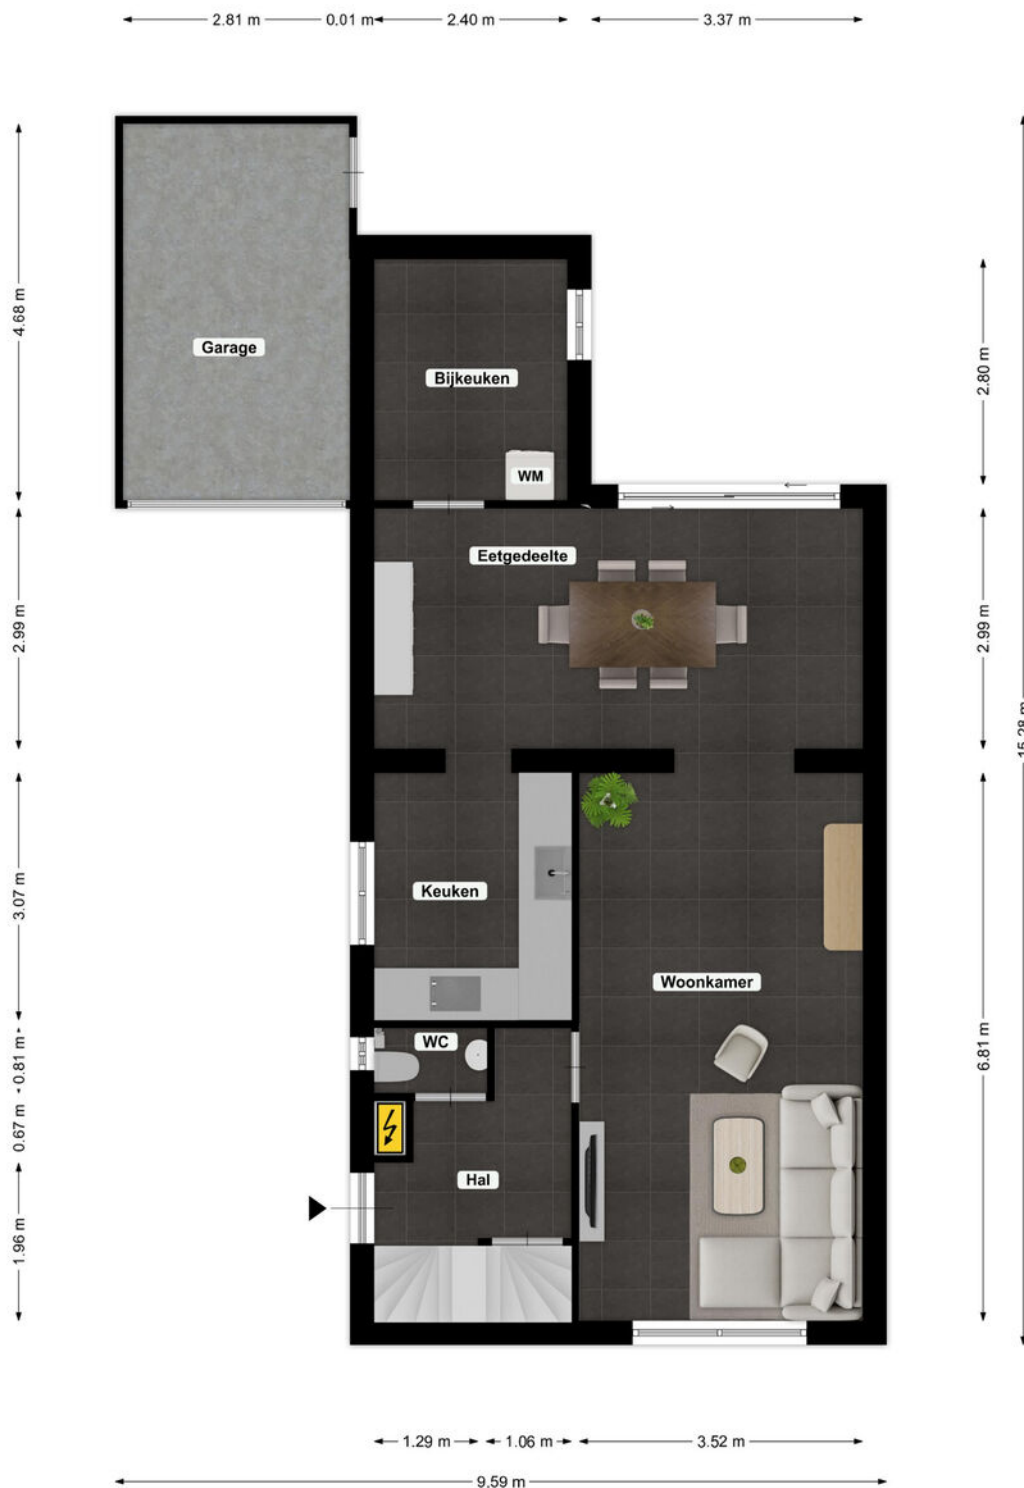 2.81 m
0.01 m
2.40 m
3.37 m
4.68 m
2.99 m
3.07 m
0.81 m
0.67 m
1.96 m
Garage
Bijkeuken
WM
Eetgedeelte
Keuken
Woonkamer
WC
Hal
2.80 m
2.99 m
6.81 m
15.28 m
1.29 m
1.06 m
3.52 m
9.59 m